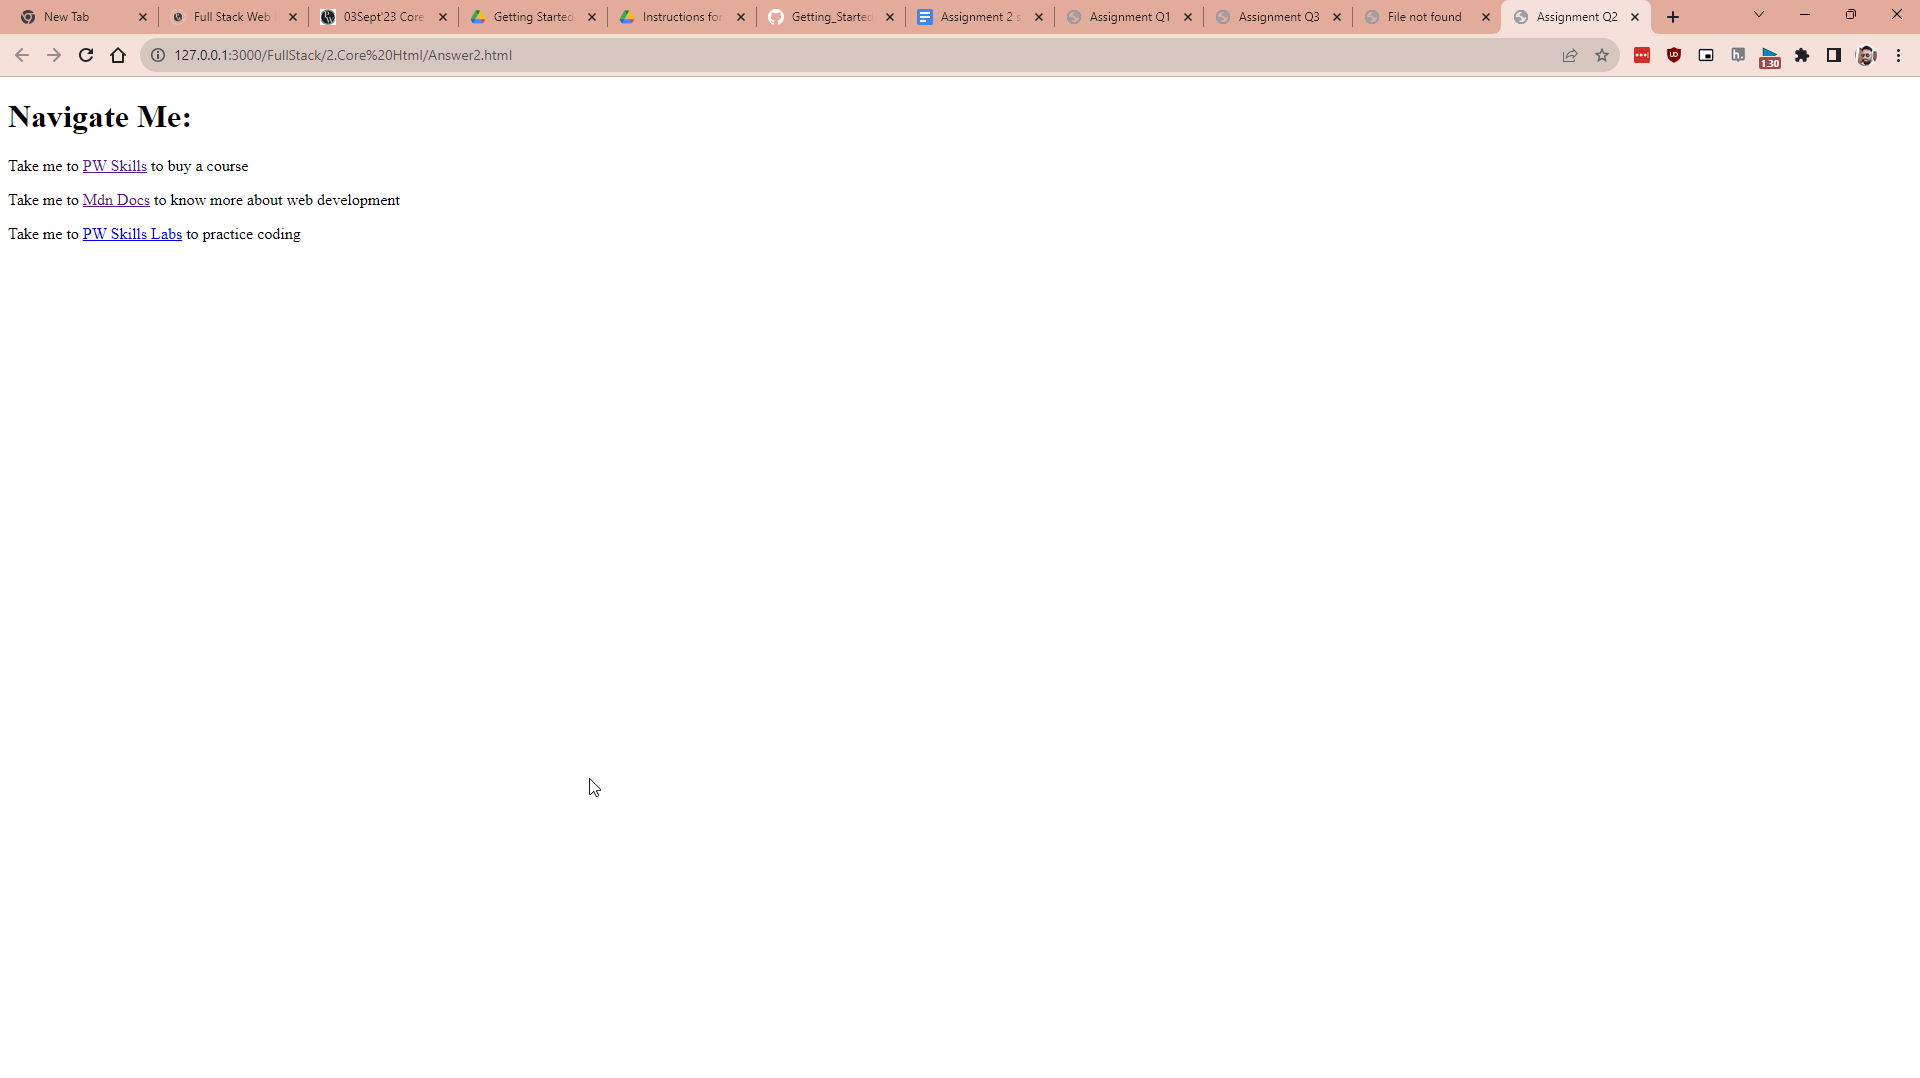 New Tab
Full Stack Web
03Sept'23 Core
Getting Started
Instructions for
Getting_Started
Assignment 2 s
Assignment Q1
Assignment Q3
File not found
Assignment Q2
127.0.0.1:3000/FullStack/2.Core%20Html/Answer2.html
h.
1.30
Navigate Me:
Take me to PW Skills to buy a course
Take me to Mdn Docs to know more about web development
Take me to PW Skills Labs to practice coding